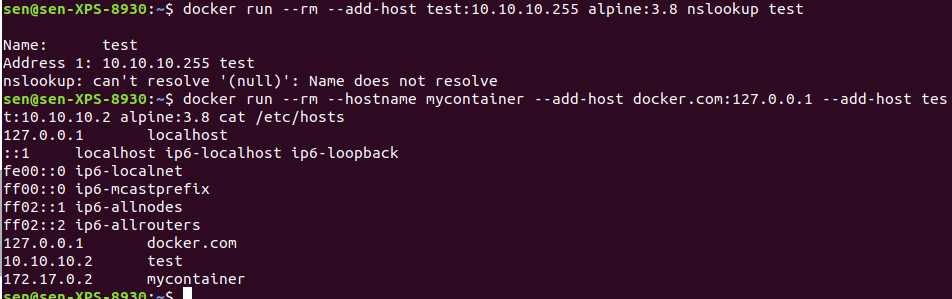 sen@sen-XPS-8930:~$ docker run --rm --add-host test:10.10.10.255 alpine:3.8 nslookup test
Name:      test
Address 1: 10.10.10.255 test
nslookup: can't resolve '(null)': Name does not resolve
sen@sen-XPS-8930:~$ docker run --rm --hostname mycontainer --add-host docker.com:127.0.0.1 --add-host tes
t:10.10.10.2 alpine:3.8 cat /etc/hosts
127.0.0.1       localhost
::1     localhost ip6-localhost ip6-loopback
fe00::0 ip6-localnet
ff00::0 ip6-mcastprefix
ff02::1 ip6-allnodes
ff02::2 ip6-allrouters
127.0.0.1       docker.com
10.10.10.2      test
172.17.0.2      mycontainer
sen@sen-XPS-8930:~$